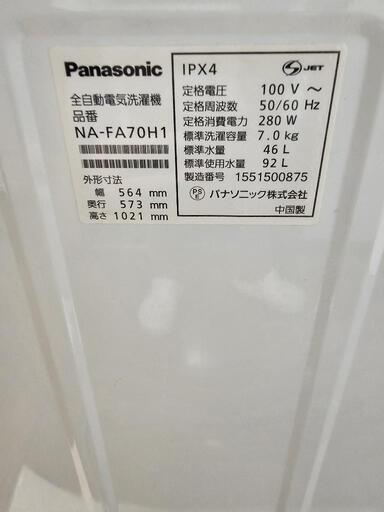 Panasonic
全自動電気洗濯機
品番
NA-FA70H1
外形寸法
幅 564 mm
奥行 573 mm
高さ 1021 mm
IPX4
S JET
定格電圧 100 V ～
定格周波数 50/60 Hz
定格消費電力 280 W
標準洗濯容量 7.0 kg
標準水量 46 L
標準使用水量 92 L
製造番号 1551500875
PS E パナソニック株式会社
中国製